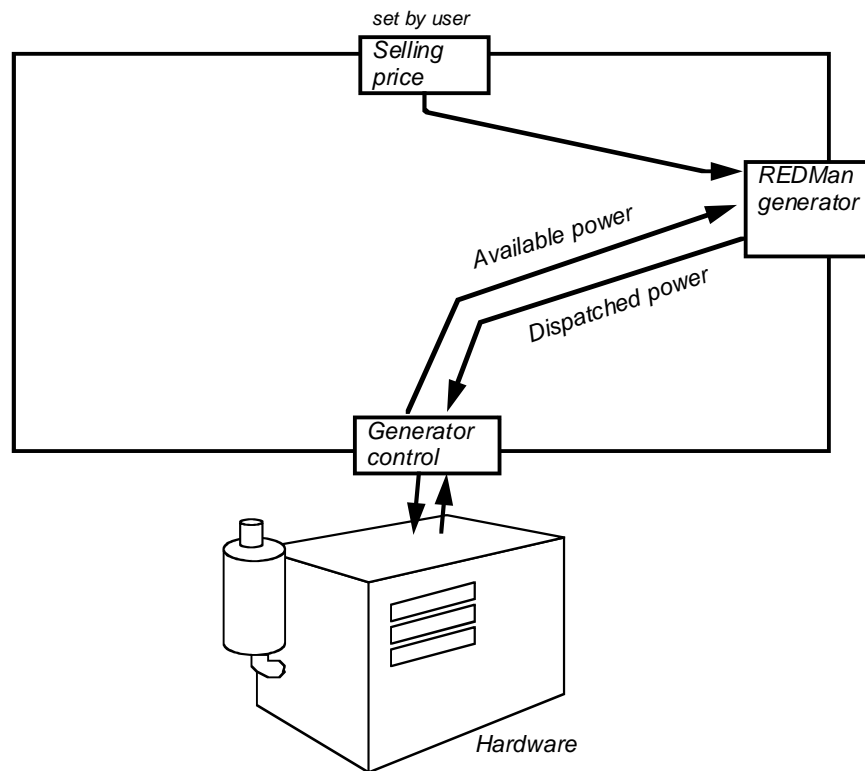 set by user
Selling
price
REDMan
generator
Available power
Dispatched power
Generator
control
Hardware